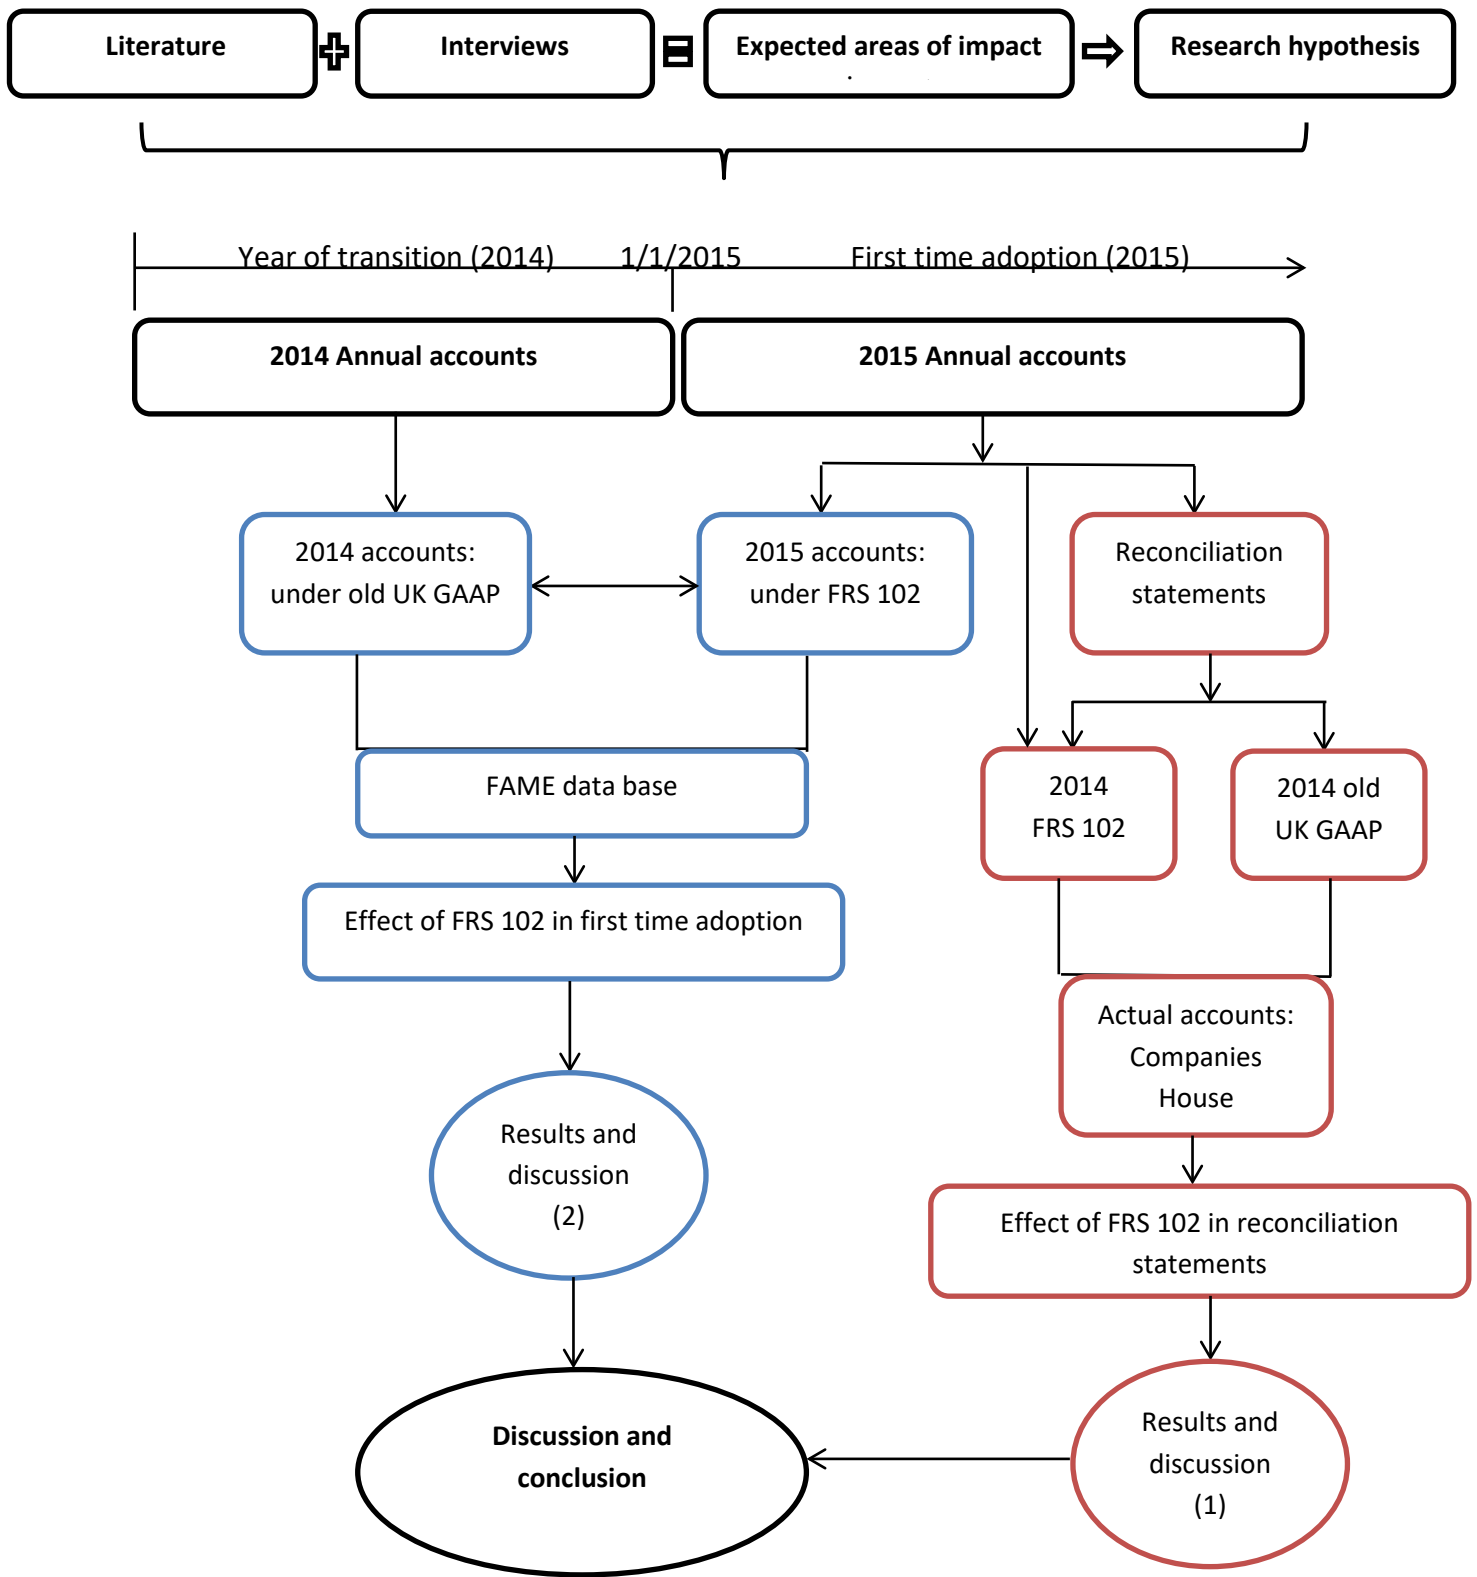 Literature
Interviews
Expected areas of impact
Research hypothesis
Year of transition (2014)
1/1/2015
First time adoption (2015)
2014 Annual accounts
2015 Annual accounts
2014 accounts:
under old UK GAAP
2015 accounts:
under FRS 102
Reconciliation
statements
FAME data base
2014
FRS 102
2014 old
UK GAAP
Effect of FRS 102 in first time adoption
Actual accounts:
Companies
House
Results and
discussion
(2)
Effect of FRS 102 in reconciliation
statements
Discussion and
conclusion
Results and
discussion
(1)